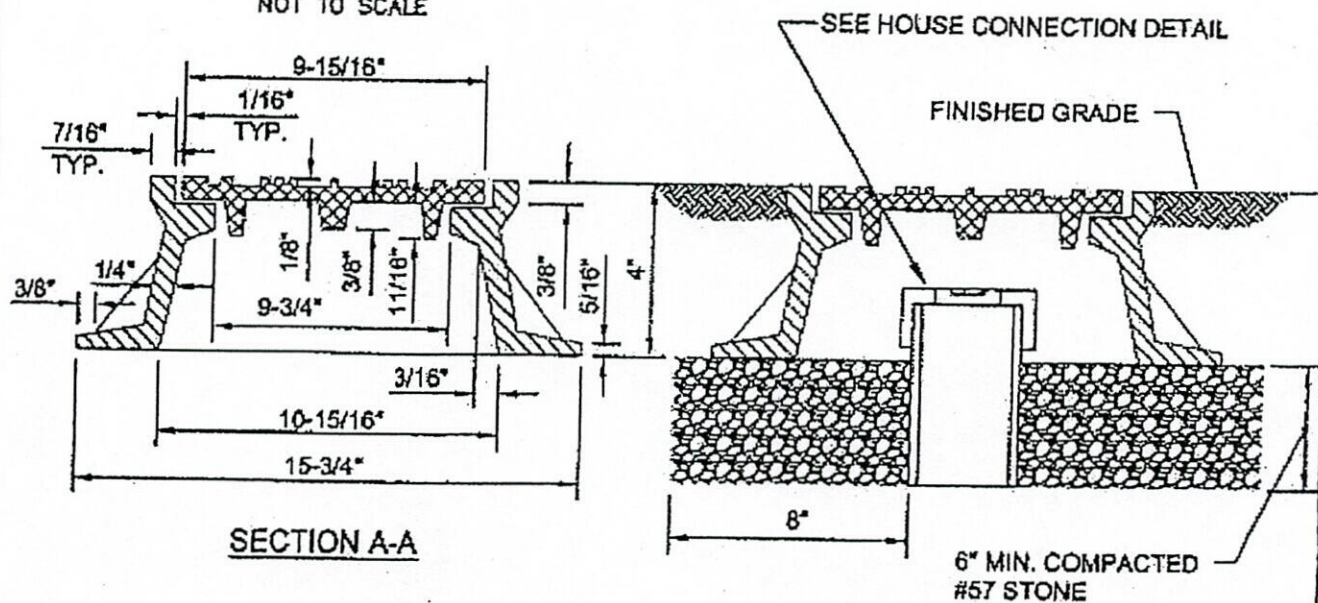 NOT TO SCALE
SEE HOUSE CONNECTION DETAIL
9-15/16"
1/16"
TYP.
7/16"
TYP.
FINISHED GRADE
1/4"
3/8"
1/8"
3/8"
11/16"
3/8"
5/16"
4"
9-3/4"
3/16"
10-15/16"
15-3/4"
8"
SECTION A-A
6" MIN. COMPACTED
#57 STONE